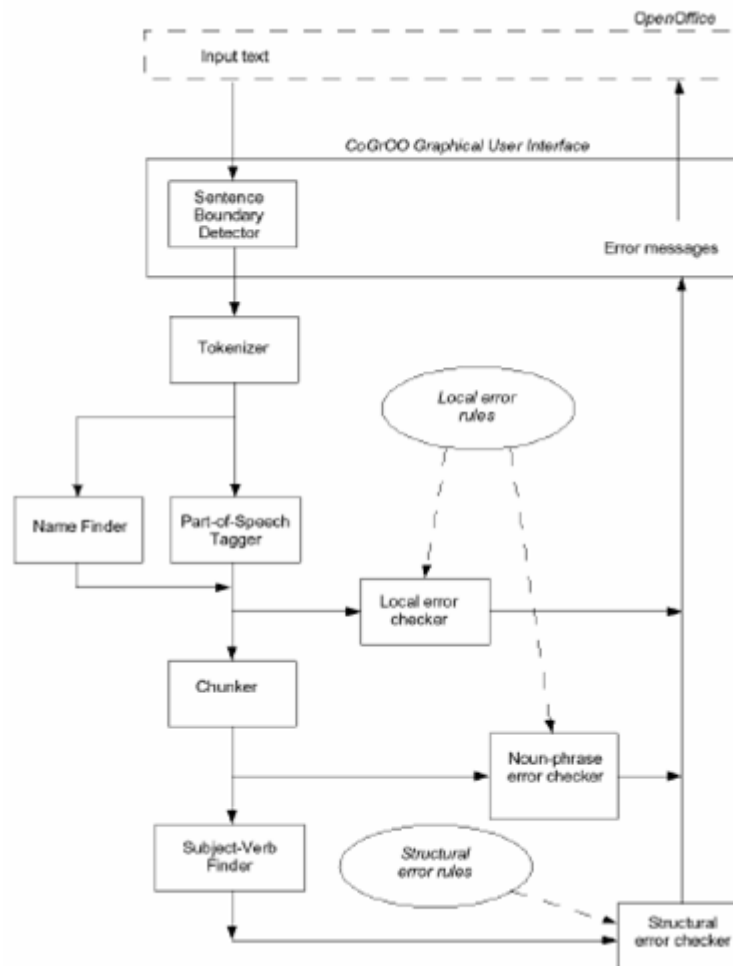 OpenOffice
Input text
CoGrOO Graphical User Interface
Sentence
Boundary
Detector
Error messages
Tokenizer
Local error
rules
Name Finder
Part-of-Speech
Tagger
Local error
checker
Chunker
Noun-phrase
error checker
Subject-Verb
Finder
Structural
error rules
Structural
error checker